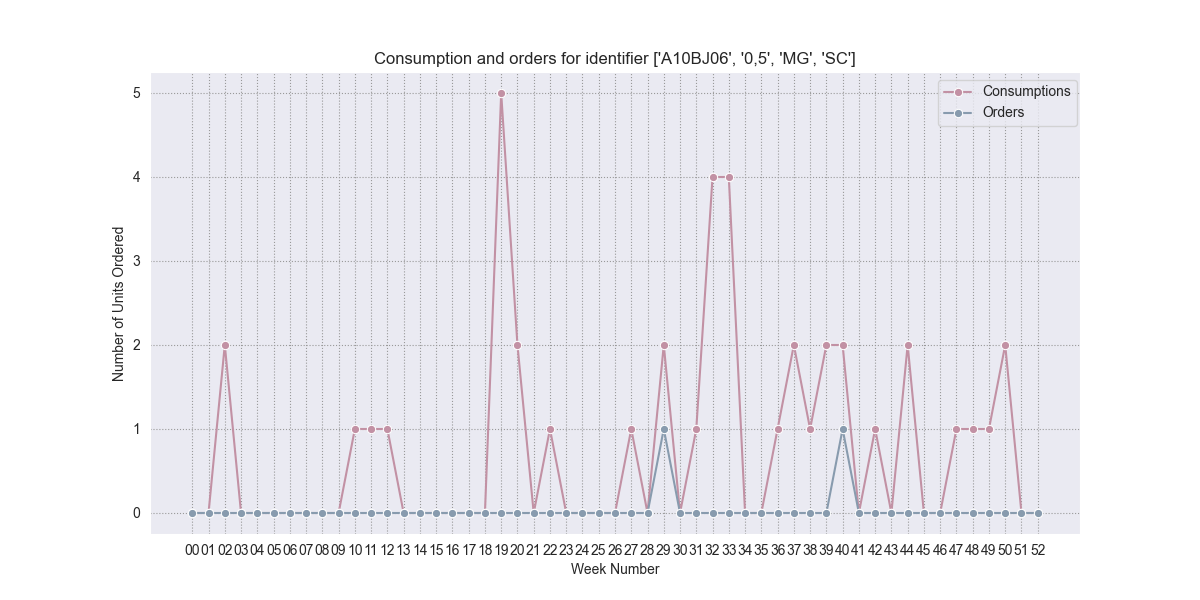 Consumption and orders for identifier ['A10BJ06', '0,5', 'MG', 'SC']
Consumptions
Orders
Number of Units Ordered
5
4
3
2
1
0
00 01 02 03 04 05 06 07 08 09 10 11 12 13 14 15 16 17 18 19 20 21 22 23 24 25 26 27 28 29 30 31 32 33 34 35 36 37 38 39 40 41 42 43 44 45 46 47 48 49 50 51 52
Week Number